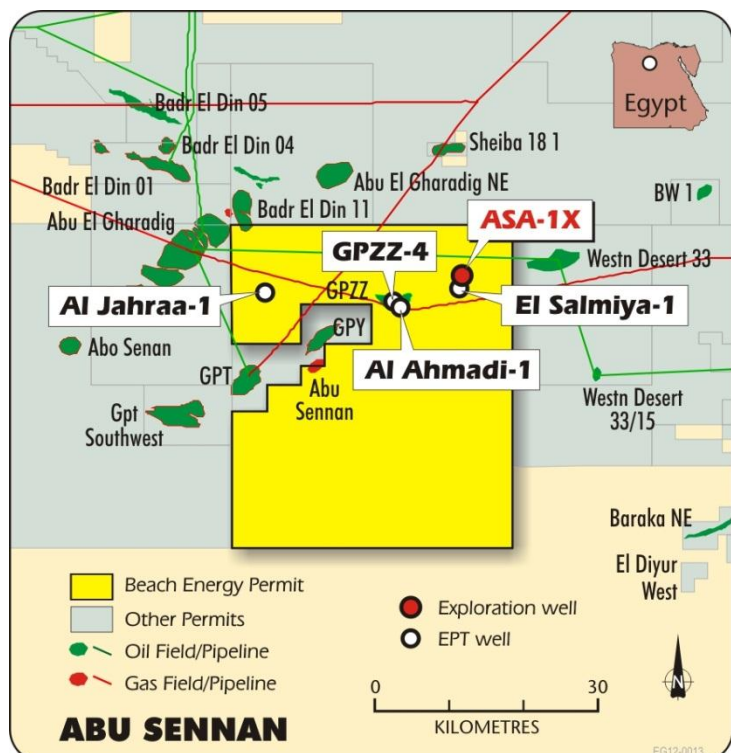 Badr El Din 05
Egypt
Badr El Din 04
Sheiba 18 1
Badr El Din 01
Abu El Gharadig NE
BW 1
Abu El Gharadig
Badr El Din 11
ASA-1X
GPZZ-4
Westn Desert 33
Al Jahraa-1
GPZZ
El Salmiya-1
GPY
Abo Senan
Al Ahmadi-1
GPT
Abu
Sennan
Westn Desert
33/15
Gpt
Southwest
Baraka NE
El Diyur
West
Beach Energy Permit
Other Permits
Oil Field/Pipeline
Gas Field/Pipeline
Exploration well
EPT well
N
0 30
KILOMETRES
ABU SENNAN
EG12-0013